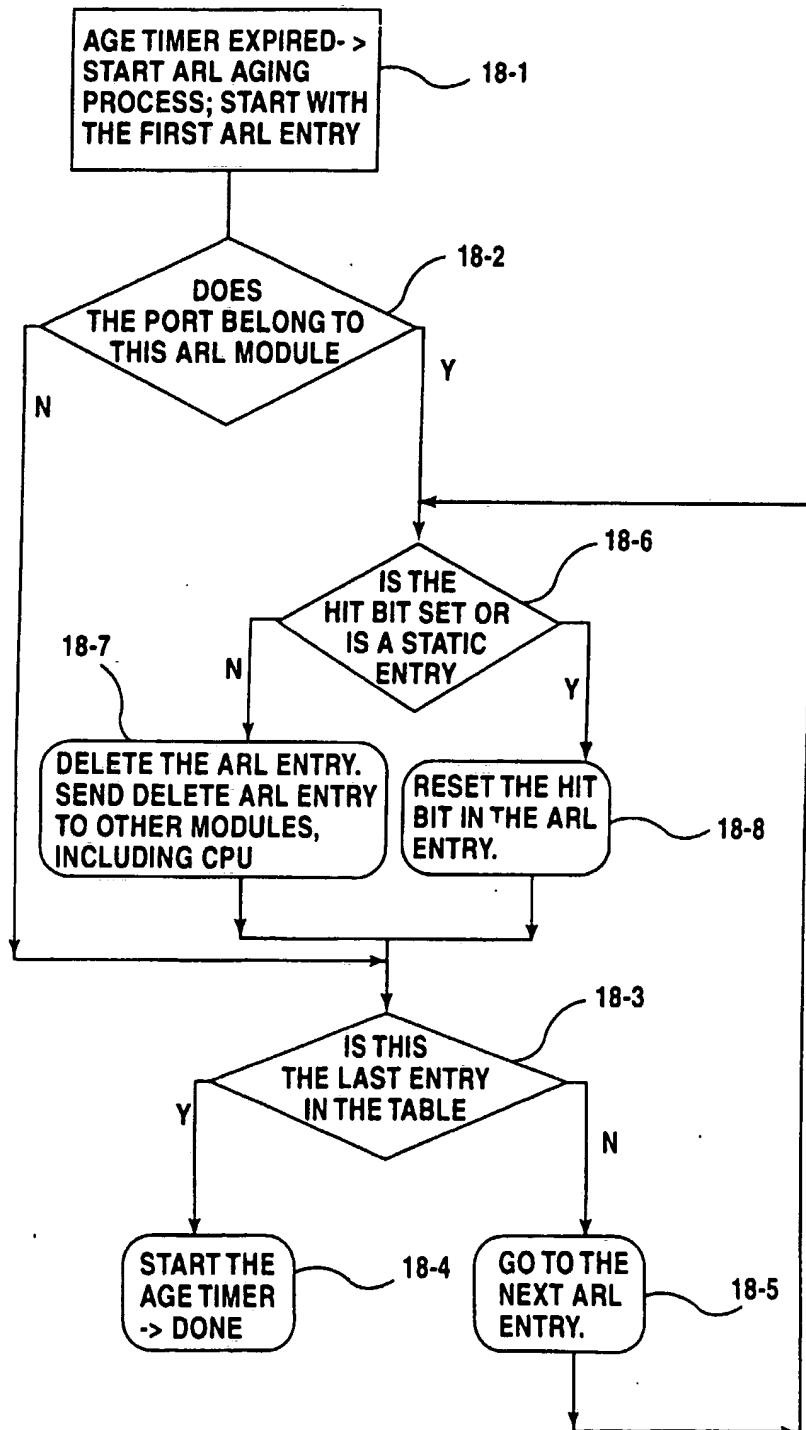 AGE TIMER EXPIRED- >
START ARL AGING
PROCESS; START WITH
THE FIRST ARL ENTRY
18-1
18-2
DOES
THE PORT BELONG TO
THIS ARL MODULE
N
Y
18-6
IS THE
HIT BIT SET OR
IS A STATIC
ENTRY
18-7
N
Y
DELETE THE ARL ENTRY.
SEND DELETE ARL ENTRY
TO OTHER MODULES,
INCLUDING CPU
RESET THE HIT
BIT IN THE ARL
ENTRY.
18-8
18-3
IS THIS
THE LAST ENTRY
IN THE TABLE
Y
N
START THE
AGE TIMER
-> DONE
18-4
GO TO THE
NEXT ARL
ENTRY.
18-5